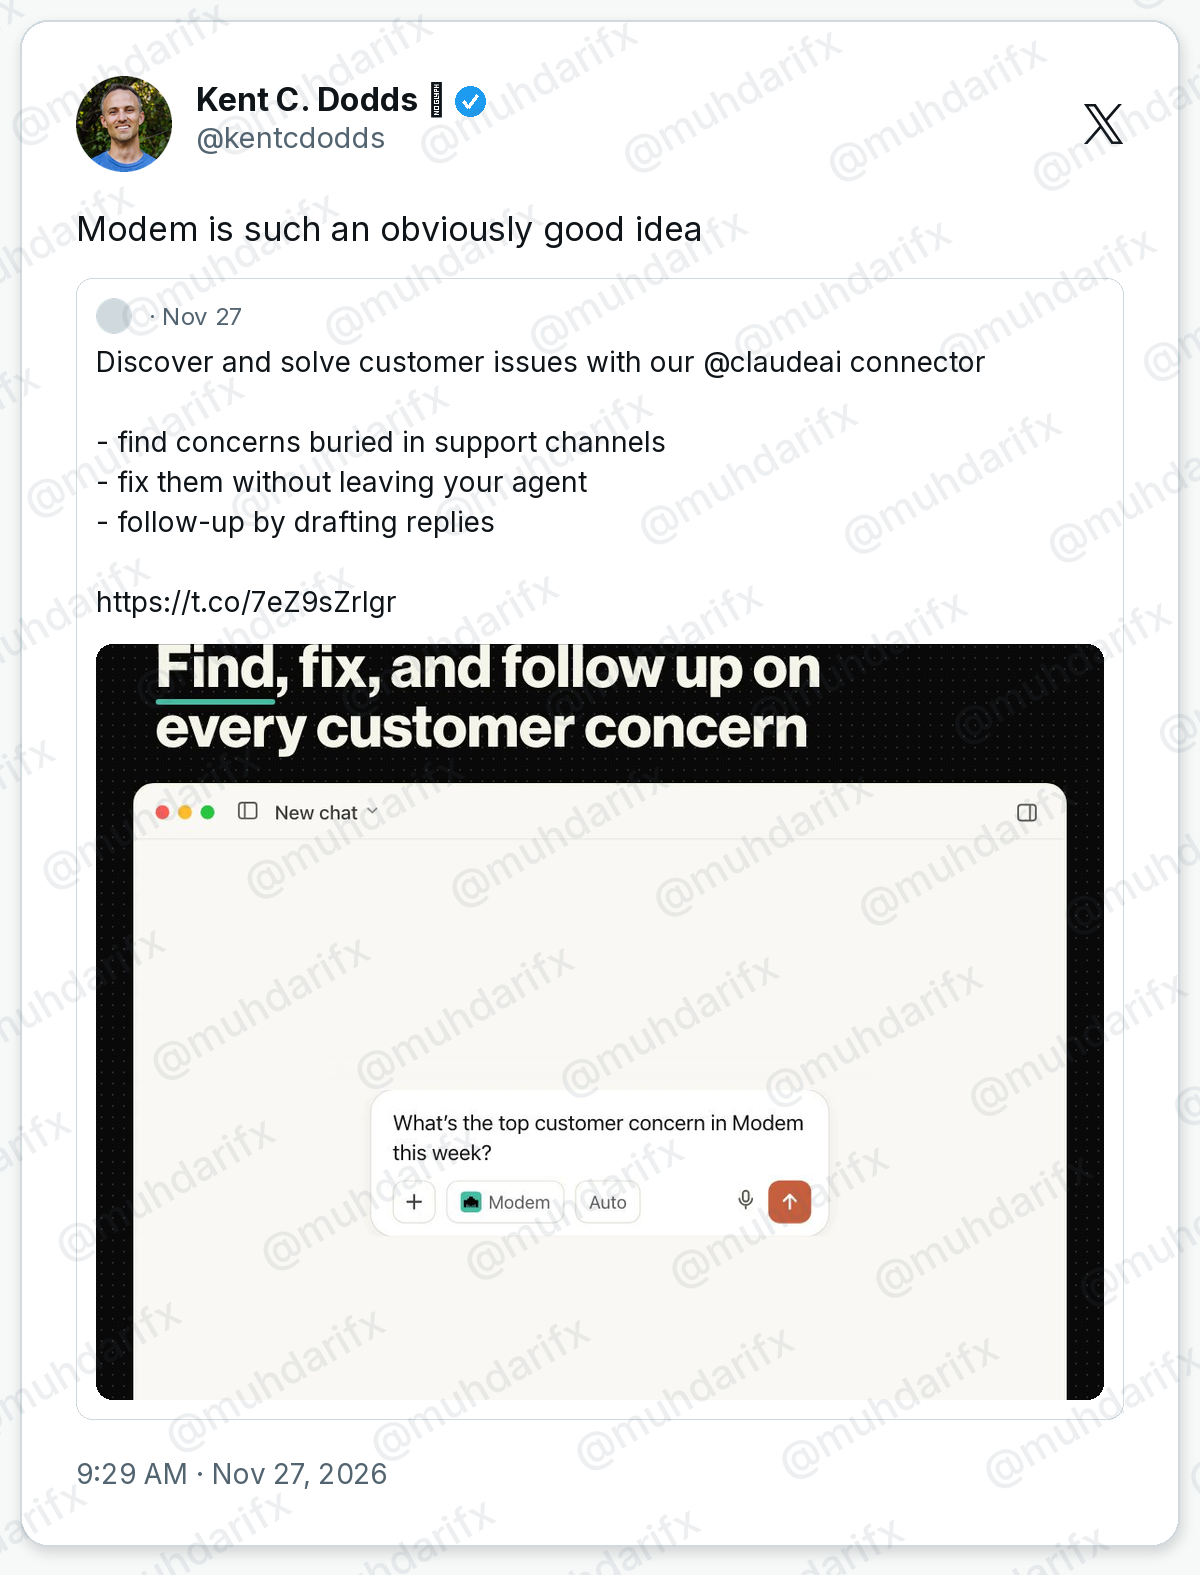 Kent C. Dodds
@kentcdodds
Modem is such an obviously good idea
· Nov 27
Discover and solve customer issues with our @claudeai connector
- find concerns buried in support channels
- fix them without leaving your agent
- follow-up by drafting replies
https://t.co/7eZ9sZrIgr
Find, fix, and follow up on
every customer concern
New chat
What's the top customer concern in Modem
this week?
Modem
Auto
9:29 AM · Nov 27, 2026
@muhdarifx